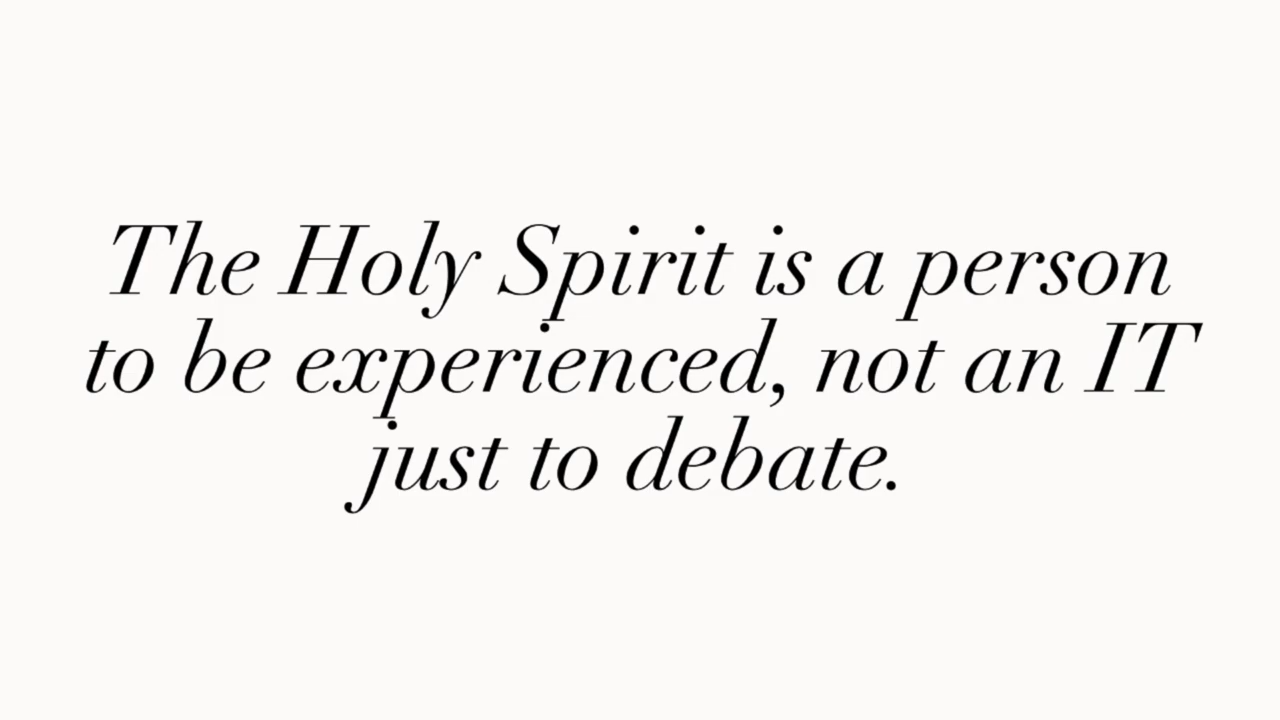 The Holy Spirit is a person
to be experienced, not an IT
just to debate.